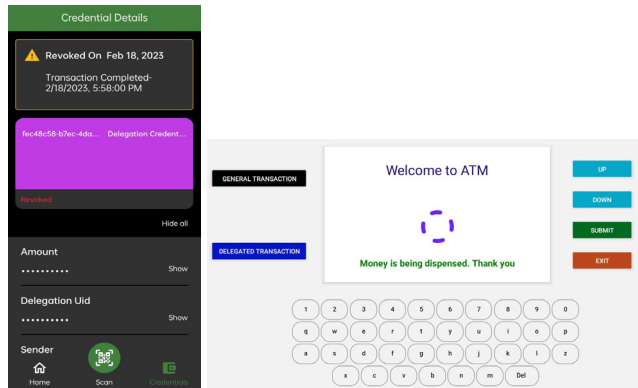 Credential Details
Revoked On Feb 18, 2023
Transaction Completed-
2/18/2023, 5:58:00 PM
fec48c58-b7ec-4da... Delegation Credent...
Revoked
Hide all
Amount
Show
Delegation Uid
Show
Sender
Home Scan Credentials
Welcome to ATM
GENERAL TRANSACTION
DELEGATED TRANSACTION
Money is being dispensed. Thank you
UP
DOWN
SUBMIT
EXIT
1 2 3 4 5 6 7 8 9 0
q w e r t y u i o p
a s d f g h j k l z
x c v b n m Del